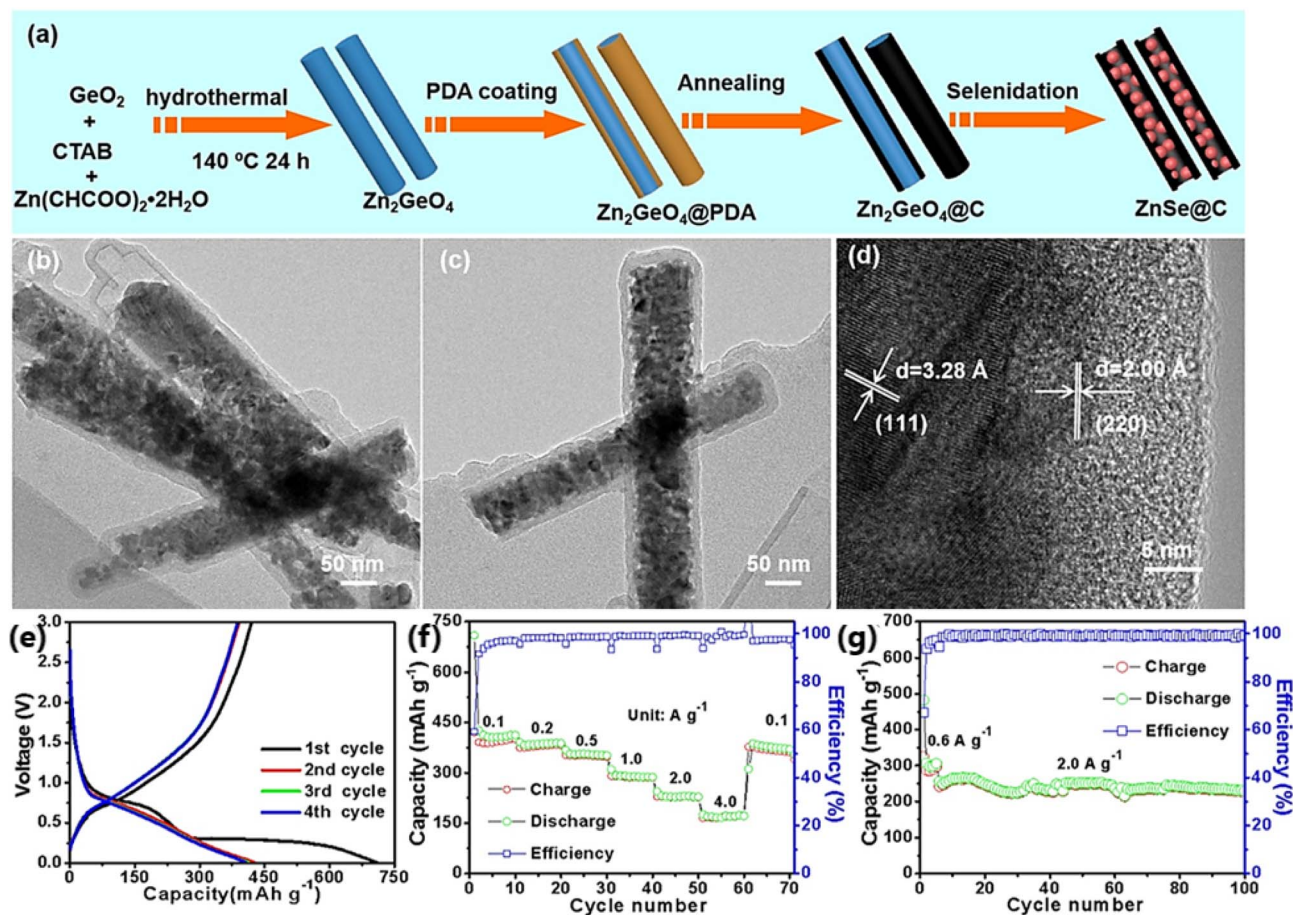 (a)
GeO₂
+
CTAB
+
Zn(CHCOO)₂•2H₂O
hydrothermal
140 ºC 24 h
Zn₂GeO₄
PDA coating
Zn₂GeO₄@PDA
Annealing
Zn₂GeO₄@C
Selenidation
ZnSe@C
(b)
50 nm
(c)
50 nm
(d)
d=3.28 Å
(111)
d=2.00 Å
(220)
5 nm
(e)
Voltage (V)
3.0
2.5
2.0
1.5
1.0
0.5
0.0
1st cycle
2nd cycle
3rd cycle
4th cycle
0 150 300 450 600 750
Capacity(mAh g⁻¹)
(f)
Capacity (mAh g⁻¹)
750
600
450
300
150
0
0.1
0.2
0.5
1.0
2.0
4.0
0.1
Unit: A g⁻¹
Charge
Discharge
Efficiency
0 10 20 30 40 50 60 70
Cycle number
100
80
60
40
20
0
Efficiency (%)
(g)
Capacity (mAh g⁻¹)
700
600
500
400
300
200
100
0
Charge
Discharge
Efficiency
0.6 A g⁻¹
2.0 A g⁻¹
0 20 40 60 80 100
Cycle number
100
80
60
40
20
0
Efficiency (%)